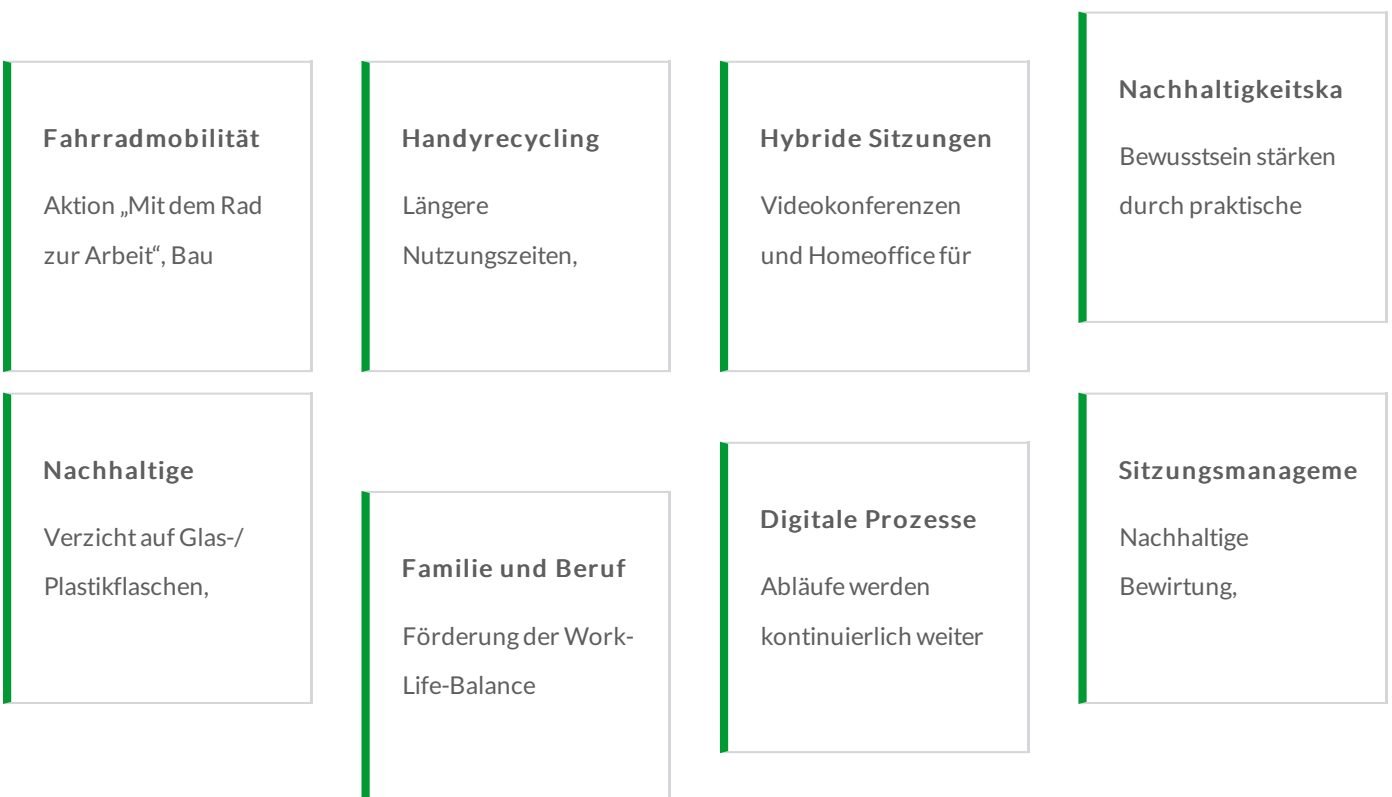 Fahrradmobilität
Aktion „Mit dem Rad
zur Arbeit“, Bau
Handyrecycling
Längere
Nutzungszeiten,
Hybride Sitzungen
Videokonferenzen
und Homeoffice für
Nachhaltigkeitska
Bewusstsein stärken
durch praktische
Nachhaltige
Verzicht auf Glas-/
Plastikflaschen,
Familie und Beruf
Förderung der Work-
Life-Balance
Digitale Prozesse
Abläufe werden
kontinuierlich weiter
Sitzungsmanageme
Nachhaltige
Bewirtung,